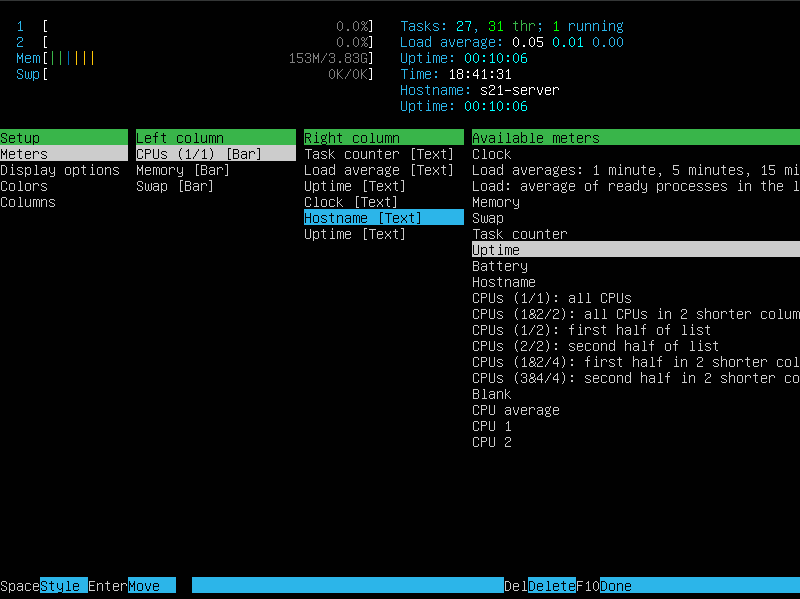 1 [ 0.0%]
2 [ 0.0%]
Mem[|||||| 153M/3.83G]
Swp[ 0K/0K]
Tasks: 27, 31 thr; 1 running
Load average: 0.05 0.01 0.00
Uptime: 00:10:06
Time: 18:41:31
Hostname: s21-server
Uptime: 00:10:06
Setup
Meters
Display options
Colors
Columns
Left column
CPUs (1/1) [Bar]
Memory [Bar]
Swap [Bar]
Right column
Task counter [Text]
Load average [Text]
Uptime [Text]
Clock [Text]
Hostname [Text]
Uptime [Text]
Available meters
Clock
Load averages: 1 minute, 5 minutes, 15 mi
Load: average of ready processes in the l
Memory
Swap
Task counter
Uptime
Battery
Hostname
CPUs (1/1): all CPUs
CPUs (1&2/2): all CPUs in 2 shorter colum
CPUs (1/2): first half of list
CPUs (2/2): second half of list
CPUs (1&2/4): first half in 2 shorter col
CPUs (3&4/4): second half in 2 shorter co
Blank
CPU average
CPU 1
CPU 2
SpaceStyle EnterMove DelDeleteF10Done